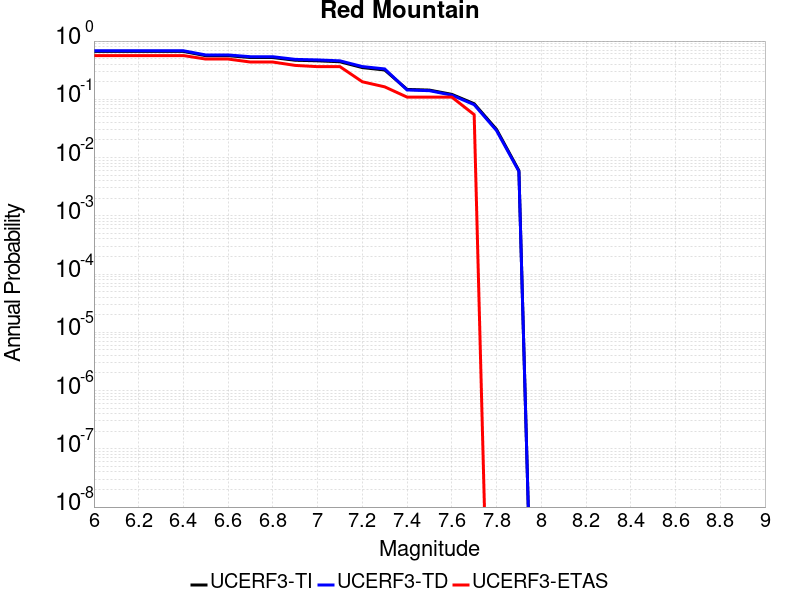 Red Mountain
10^0
10^-1
10^-2
10^-3
10^-4
10^-5
10^-6
10^-7
10^-8
Annual Probability
6 6.2 6.4 6.6 6.8 7 7.2 7.4 7.6 7.8 8 8.2 8.4 8.6 8.8 9
Magnitude
UCERF3-TI UCERF3-TD UCERF3-ETAS